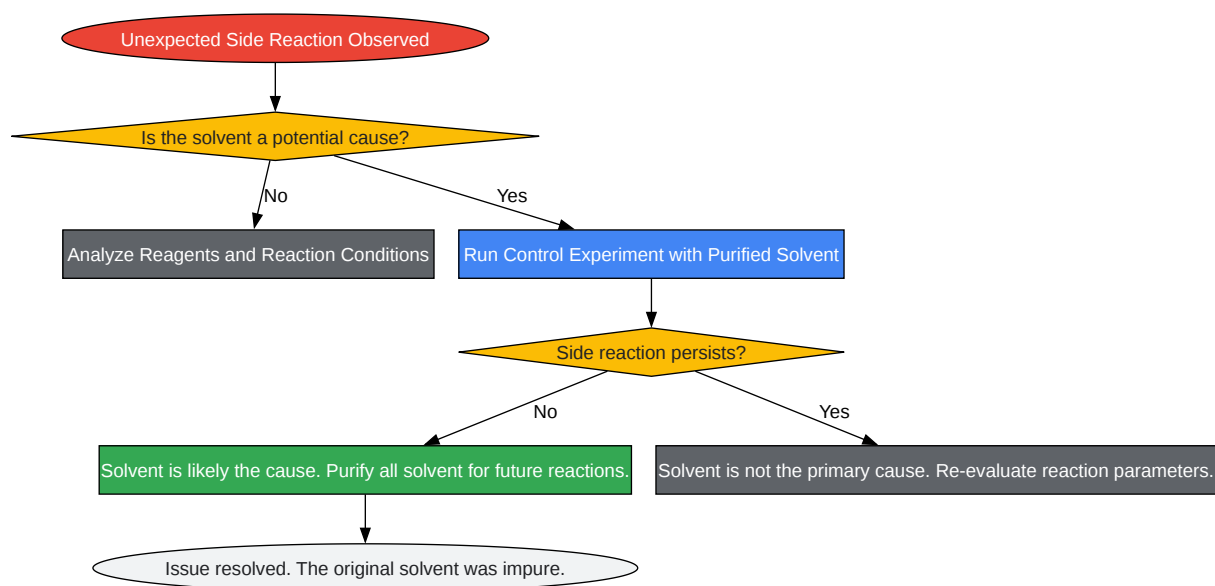 Unexpected Side Reaction Observed
Is the solvent a potential cause?
No
Yes
Analyze Reagents and Reaction Conditions
Run Control Experiment with Purified Solvent
Side reaction persists?
No
Yes
Solvent is likely the cause. Purify all solvent for future reactions.
Solvent is not the primary cause. Re-evaluate reaction parameters.
Issue resolved. The original solvent was impure.